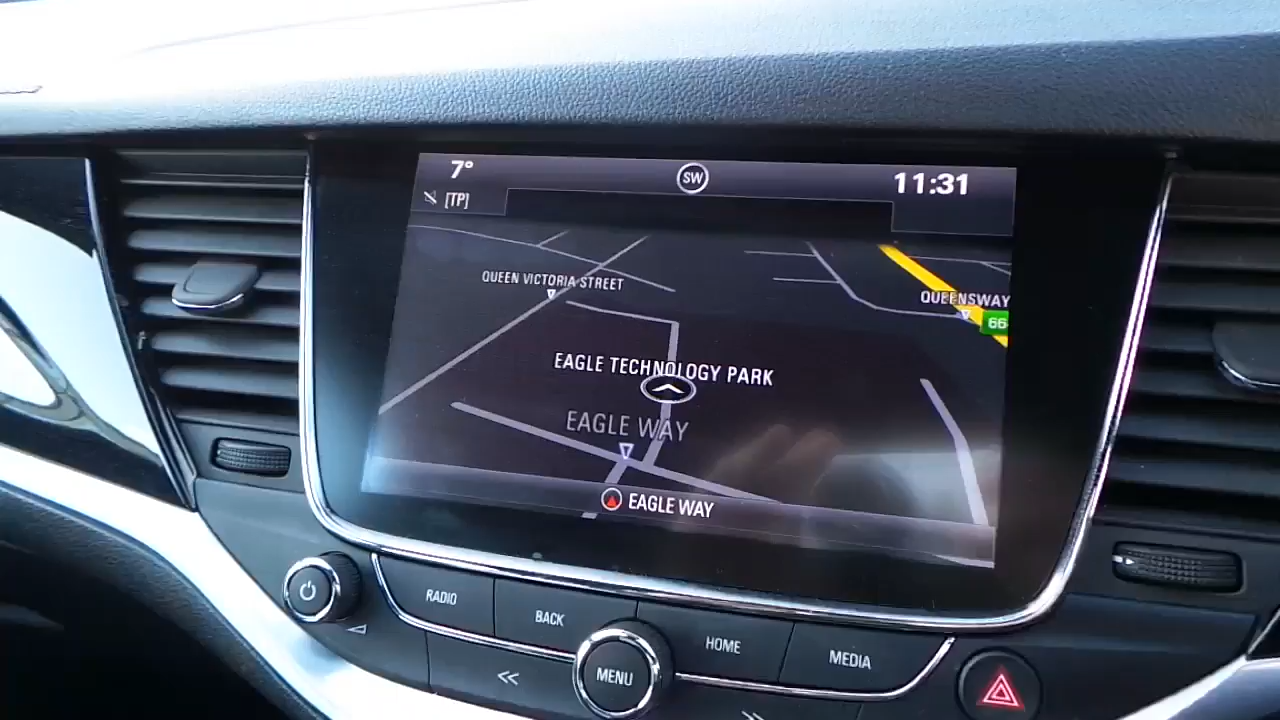 7°
SW
11:31
[TP]
QUEEN VICTORIA STREET
QUEENSWAY
66
EAGLE TECHNOLOGY PARK
EAGLE WAY
EAGLE WAY
RADIO
BACK
HOME
MEDIA
MENU